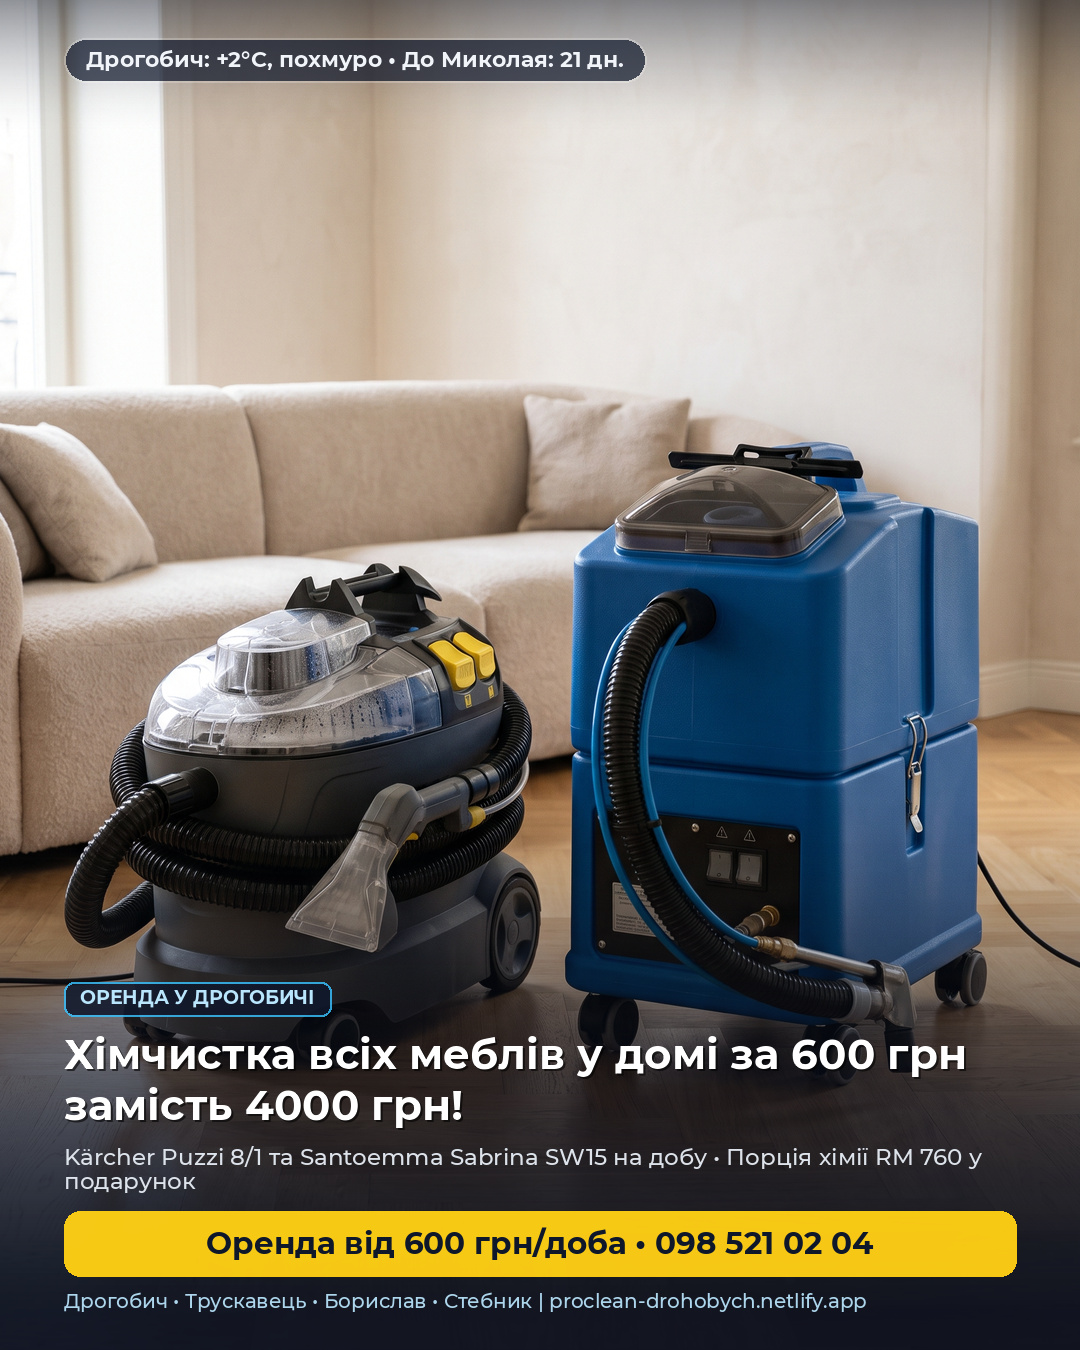 Дрогобич: +2°C, похмуро • До Миколая: 21 дн.
ОРЕНДА У ДРОГОБИЧІ
Хімчистка всіх меблів у домі за 600 грн
замість 4000 грн!
Kärcher Puzzi 8/1 та Santoemma Sabrina SW15 на добу • Порція хімії RM 760 у
подарунок
Оренда від 600 грн/доба • 098 521 02 04
Дрогобич • Трускавець • Борислав • Стебник | proclean-drohobych.netlify.app